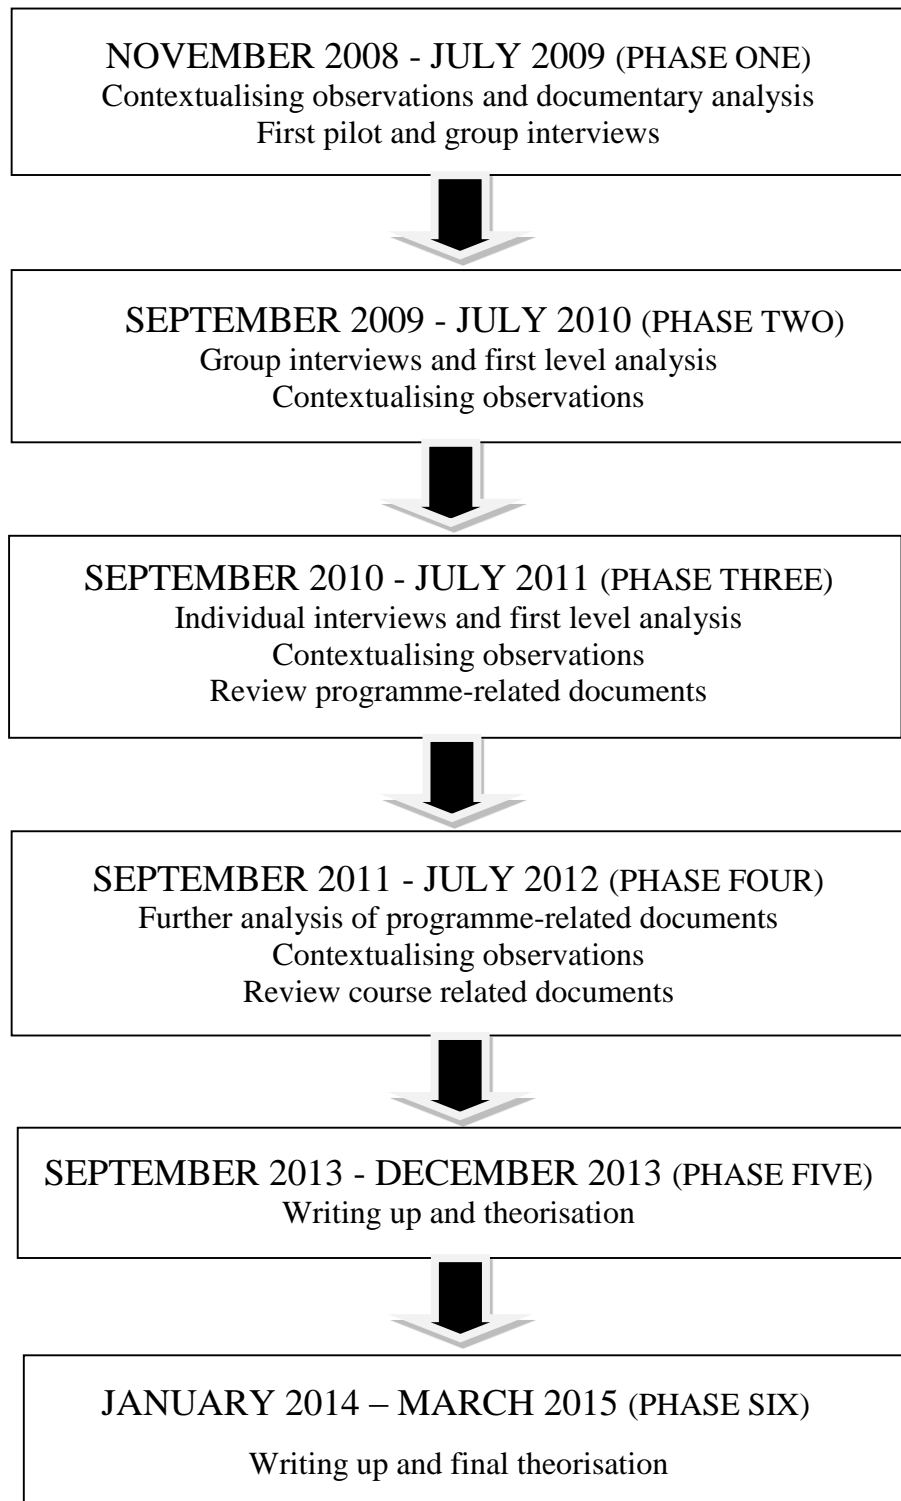 NOVEMBER 2008 - JULY 2009 (PHASE ONE)
Contextualising observations and documentary analysis
First pilot and group interviews
SEPTEMBER 2009 - JULY 2010 (PHASE TWO)
Group interviews and first level analysis
Contextualising observations
SEPTEMBER 2010 - JULY 2011 (PHASE THREE)
Individual interviews and first level analysis
Contextualising observations
Review programme-related documents
SEPTEMBER 2011 - JULY 2012 (PHASE FOUR)
Further analysis of programme-related documents
Contextualising observations
Review course related documents
SEPTEMBER 2013 - DECEMBER 2013 (PHASE FIVE)
Writing up and theorisation
JANUARY 2014 – MARCH 2015 (PHASE SIX)
Writing up and final theorisation